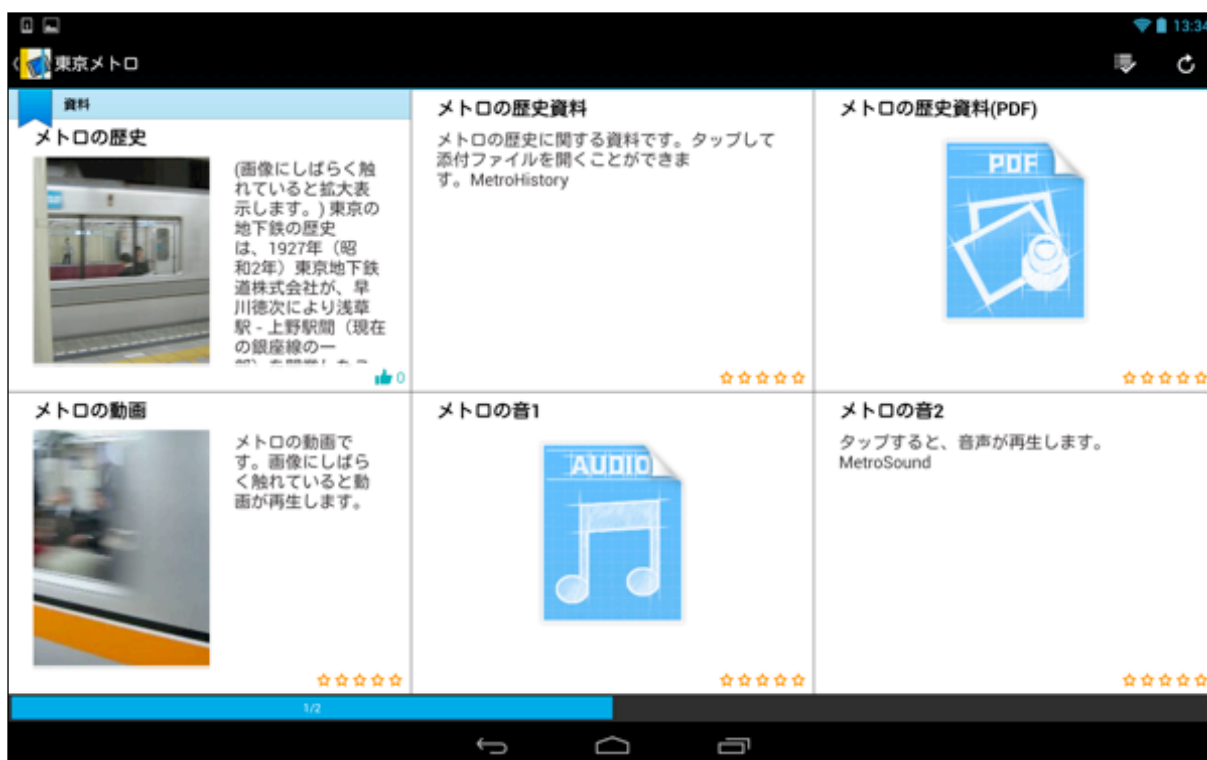 13:34
東京メトロ
資料
メトロの歴史
(画像にしばらく触
れていると拡大表
示します。) 東京の
地下鉄の歴史
は、1927年（昭
和2年）東京地下鉄
道株式会社が、早
川徳次により浅草
駅 - 上野駅間（現在
の銀座線の一
0
メトロの歴史資料
メトロの歴史に関する資料です。タップして
添付ファイルを開くことができま
す。MetroHistory
メトロの歴史資料(PDF)
PDF
メトロの動画
メトロの動画で
す。画像にしばら
く触れていると動
画が再生します。
メトロの音1
AUDIO
メトロの音2
タップすると、音声が再生します。
MetroSound
1/2